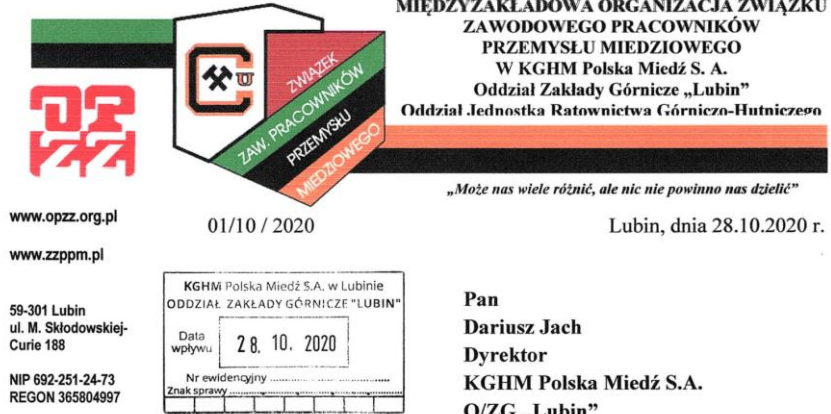 MIĘDZYZAKŁADOWA ORGANIZACJA ZWIĄZKU
ZAWODOWEGO PRACOWNIKÓW
PRZEMYSŁU MIEDZIOWEGO
W KGHM Polska Miedź S. A.
Oddział Zakłady Górnicze „Lubin”
Oddział Jednostka Ratownictwa Górniczo-Hutniczego
C U
ZWIĄZEK
ZAW. PRACOWNIKÓW
PRZEMYSŁU
MIEDZIOWEGO
OPZZ
„Może nas wiele różnić, ale nic nie powinno nas dzielić”
www.opzz.org.pl
01/10 / 2020
Lubin, dnia 28.10.2020 r.
www.zzppm.pl
KGHM Polska Miedź S.A. w Lubinie
ODDZIAŁ ZAKŁADY GÓRNICZE "LUBIN"
Data
wpływu
28. 10. 2020
Nr ewidencyjny
Znak sprawy
59-301 Lubin
ul. M. Skłodowskiej-
Curie 188
NIP 692-251-24-73
REGON 365804997
Pan
Dariusz Jach
Dyrektor
KGHM Polska Miedź S.A.
O/ZG „Lubin”